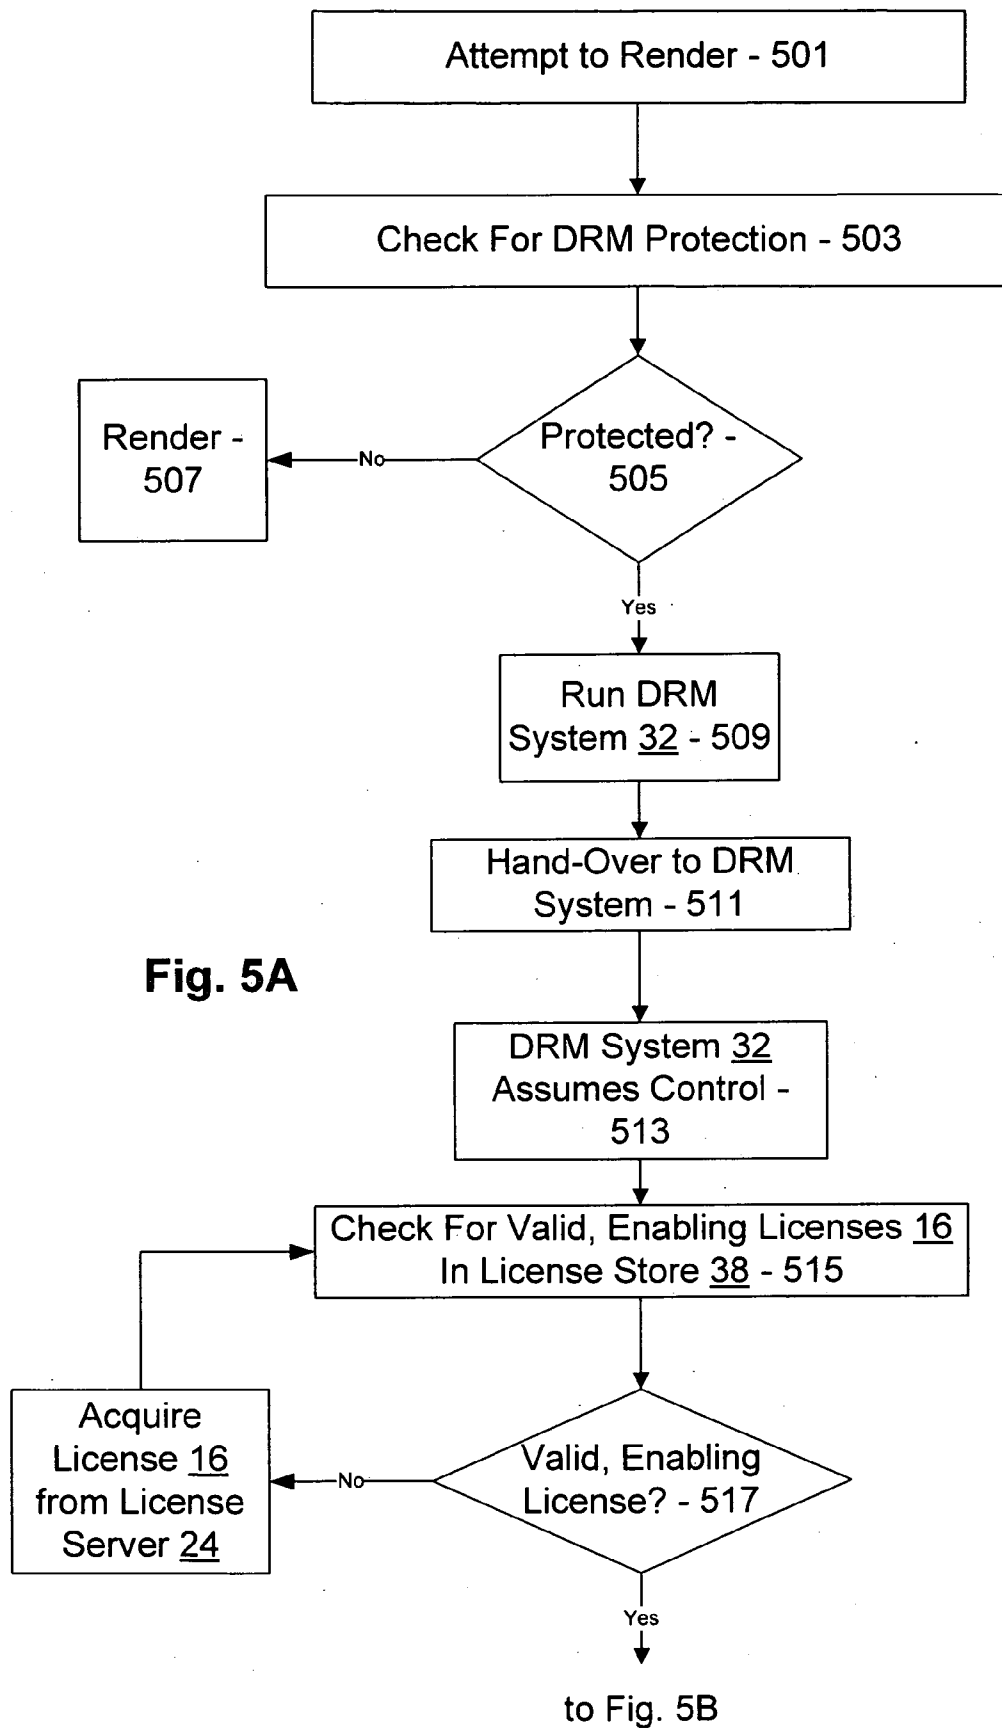 Attempt to Render - 501
Check For DRM Protection - 503
Protected? -
505
No
Render -
507
Yes
Run DRM
System 32 - 509
Hand-Over to DRM
System - 511
Fig. 5A
DRM System 32
Assumes Control -
513
Check For Valid, Enabling Licenses 16
In License Store 38 - 515
Valid, Enabling
License? - 517
No
Acquire
License 16
from License
Server 24
Yes
to Fig. 5B